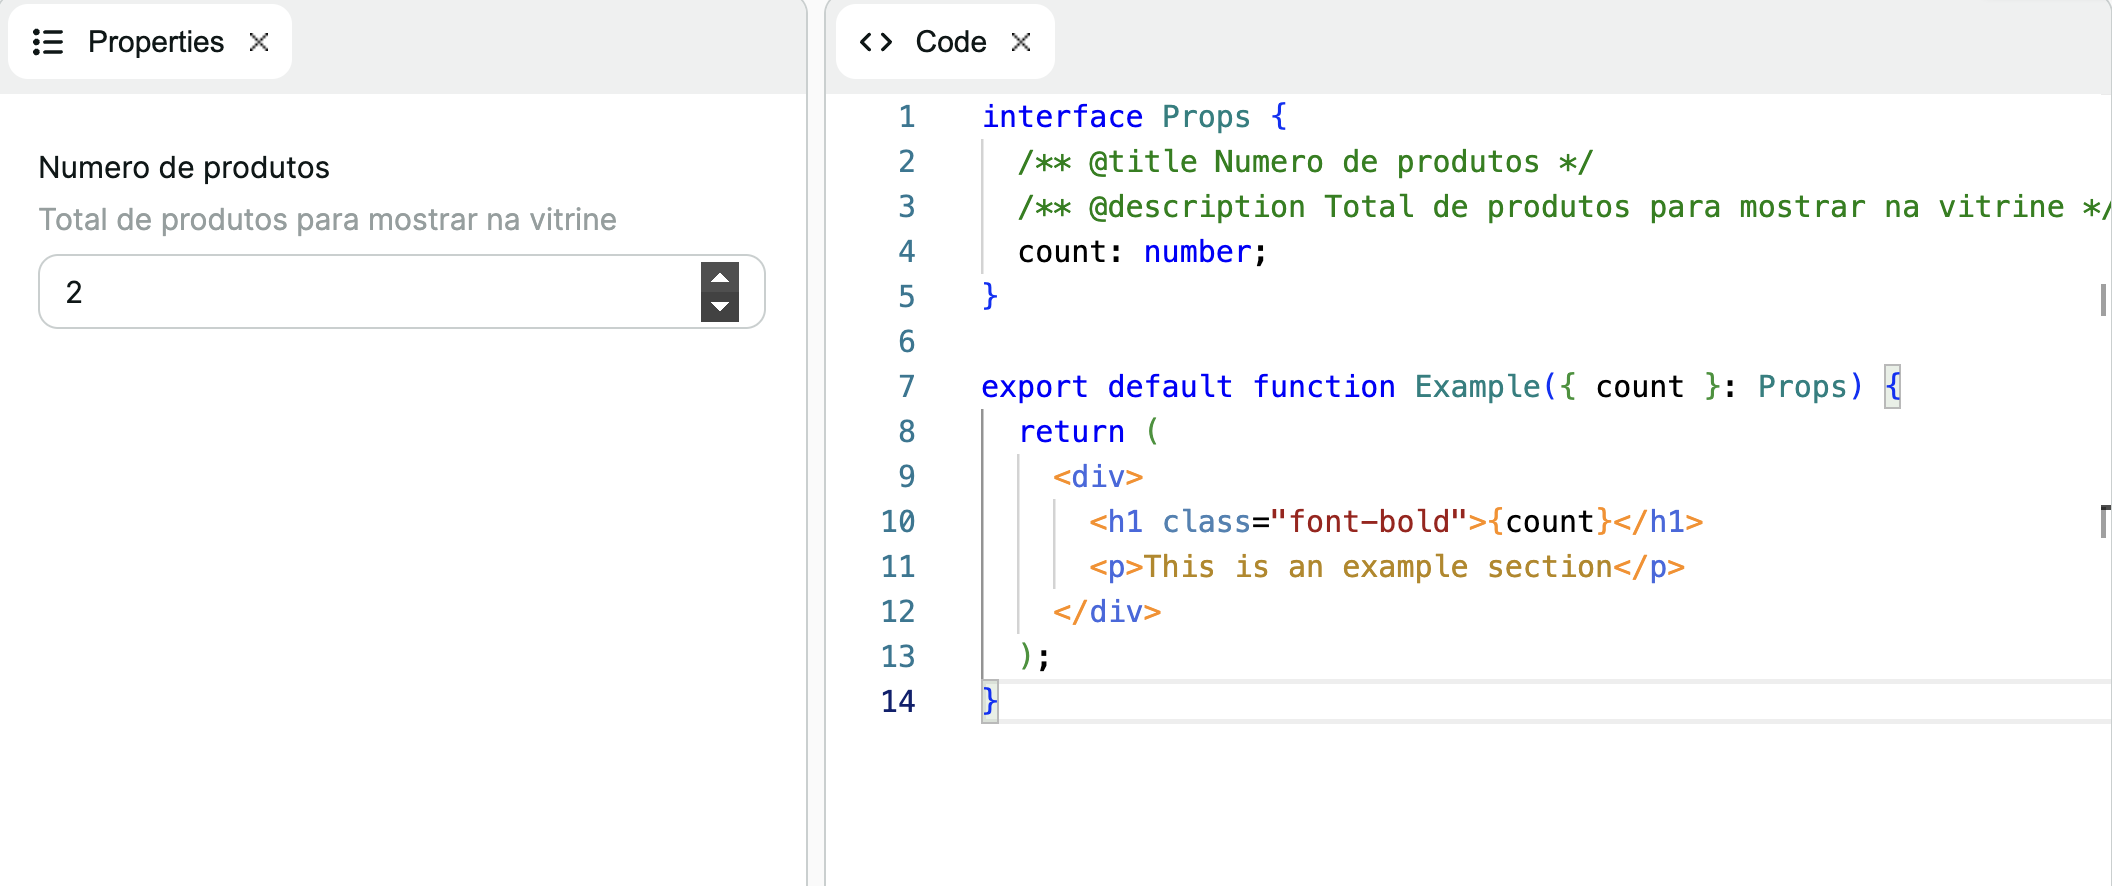 Properties
Numero de produtos
Total de produtos para mostrar na vitrine
2
Code
1 interface Props {
2 /** @title Numero de produtos */
3 /** @description Total de produtos para mostrar na vitrine */
4 count: number;
5 }
6
7 export default function Example({ count }: Props) {
8 return (
9 <div>
10 <h1 class="font-bold">{count}</h1>
11 <p>This is an example section</p>
12 </div>
13 );
14 }